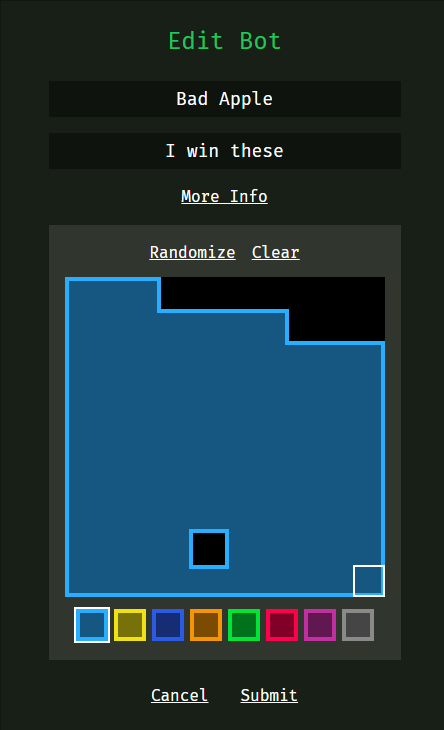 Edit Bot
Bad Apple
I win these
More Info
Randomize Clear
Cancel Submit